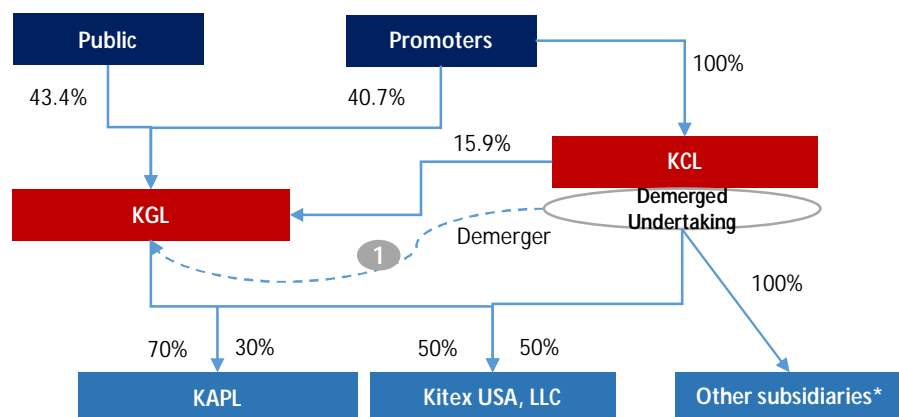 Public
Promoters
100%
43.4%
40.7%
15.9%
KCL
KGL
Demerged
Undertaking
Demerger
1
100%
70%
30%
50%
50%
KAPL
Kitex USA, LLC
Other subsidiaries*